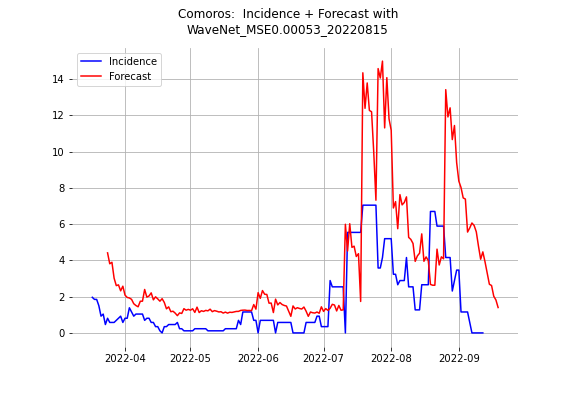 Comoros:  Incidence + Forecast with
WaveNet_MSE0.00053_20220815
Incidence
Forecast
14
12
10
8
6
4
2
0
2022-04 2022-05 2022-06 2022-07 2022-08 2022-09